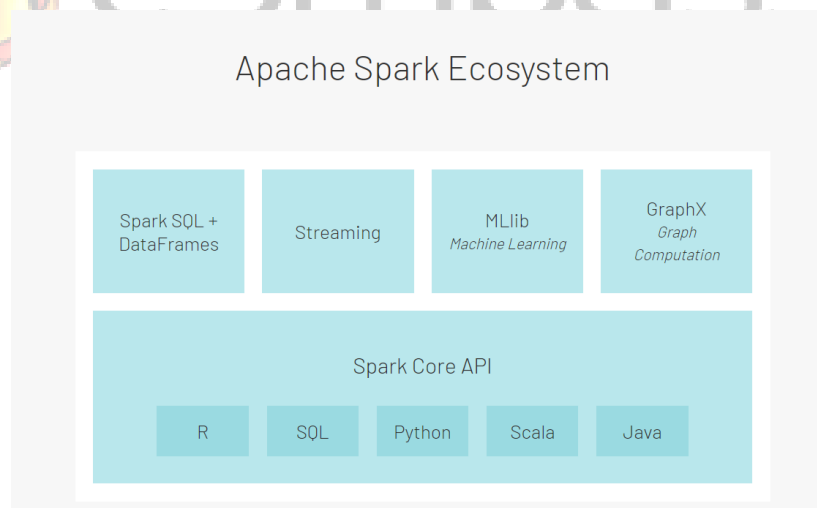 Apache Spark Ecosystem
Spark SQL +
DataFrames
Streaming
MLlib
Machine Learning
GraphX
Graph
Computation
Spark Core API
R
SQL
Python
Scala
Java